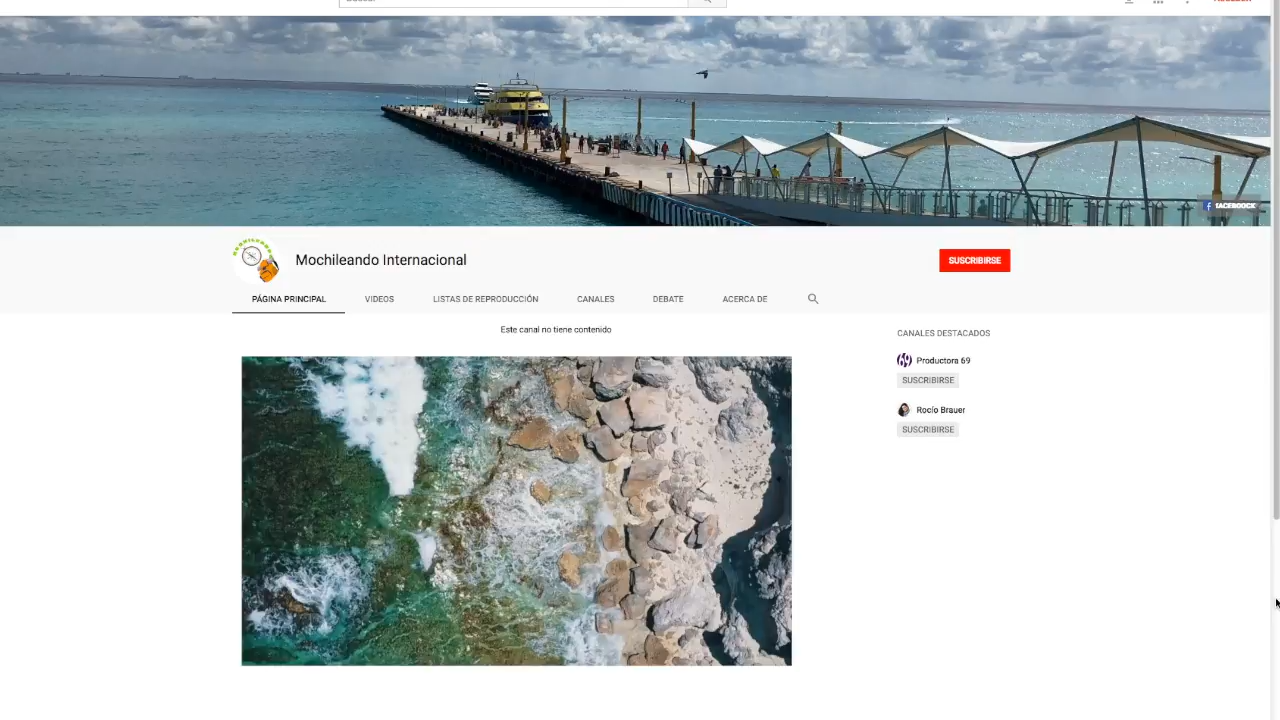 FACEBOOCK
Mochileando Internacional
SUSCRIBIRSE
PÁGINA PRINCIPAL
VIDEOS
LISTAS DE REPRODUCCIÓN
CANALES
DEBATE
ACERCA DE
Este canal no tiene contenido
CANALES DESTACADOS
Productora 69
SUSCRIBIRSE
Rocío Brauer
SUSCRIBIRSE